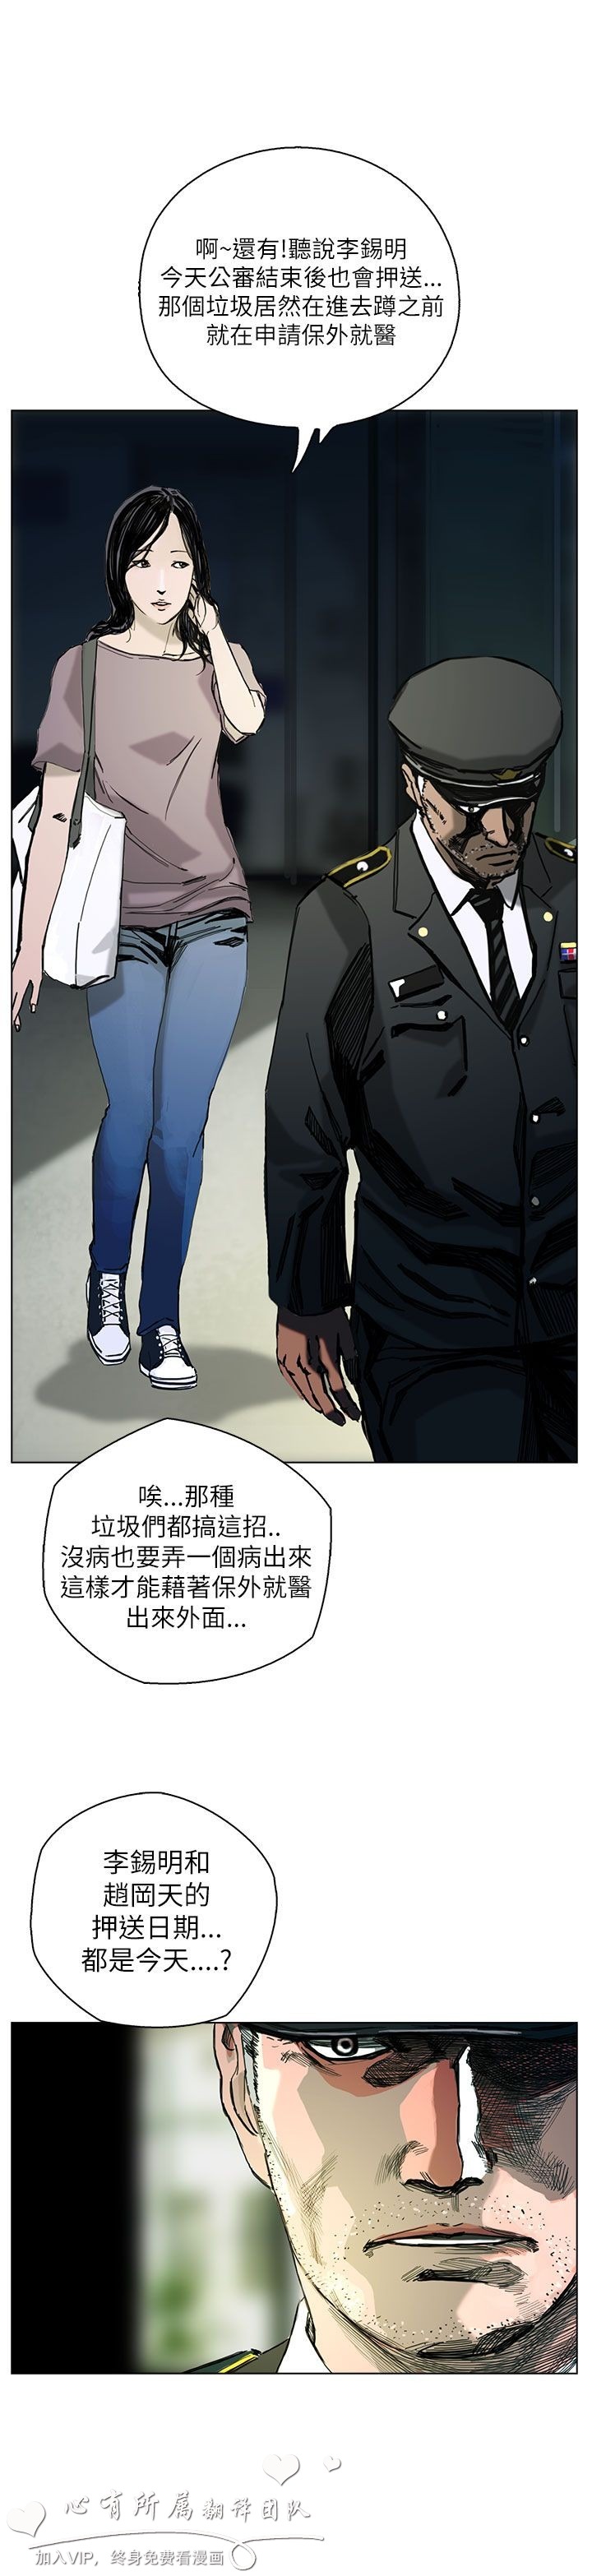 啊~還有!聽說李錫明
今天公審結束後也會押送...
那個垃圾居然在進去蹲之前
就在申請保外就醫
唉...那種
垃圾們都搞這招..
沒病也要弄一個病出來
這樣才能藉著保外就醫
出來外面...
李錫明和
趙岡天的
押送日期...
都是今天....?
心有所属翻译团队
加入VIP，终身免费看漫画